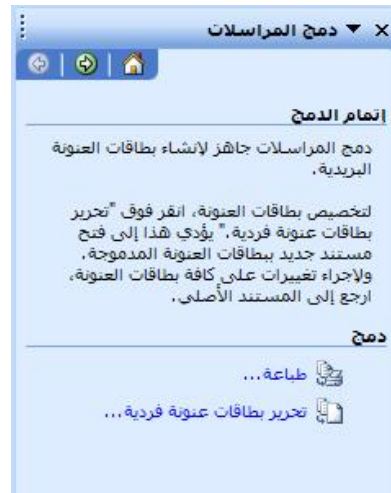 دمج المراسلات
إتمام الدمج
دمج المراسلات جاهز لإنشاء بطاقات العنونة
البريدية.
لتخصيص بطاقات العنونة، انقر فوق "تحرير
بطاقات عنونة فردية." يؤدي هذا إلى فتح
مستند جديد ببطاقات العنونة المدموجة.
ولإجراء تغييرات على كافة بطاقات العنونة،
ارجع إلى المستند الأصلي.
دمج
طباعة...
تحرير بطاقات عنونة فردية...